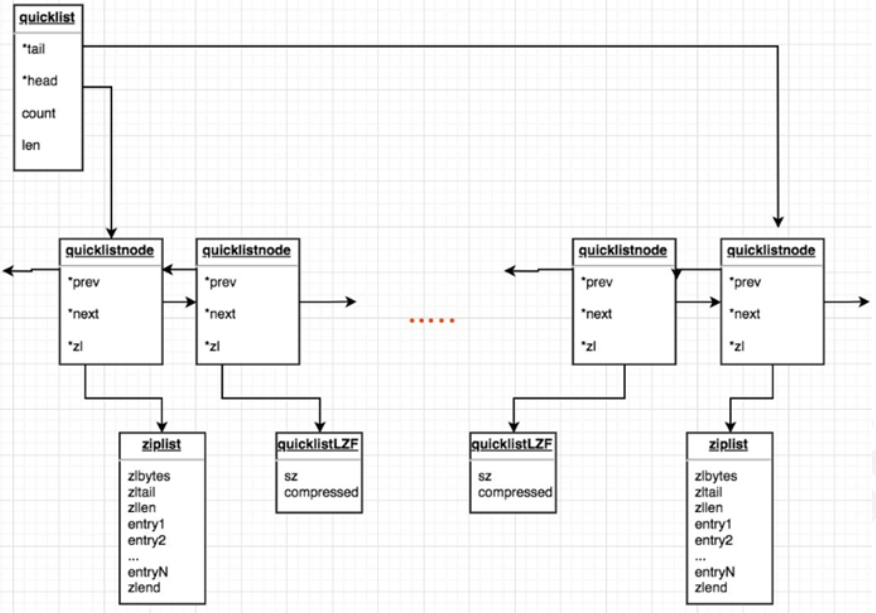 quicklist
*tail
*head
count
len
quicklistnode
*prev
*next
*zl
quicklistnode
*prev
*next
*zl
.....
quicklistnode
*prev
*next
*zl
quicklistnode
*prev
*next
*zl
ziplist
zlbytes
zltail
zllen
entry1
entry2
...
entryN
zlend
quicklistLZF
sz
compressed
quicklistLZF
sz
compressed
ziplist
zlbytes
zltail
zllen
entry1
entry2
...
entryN
zlend